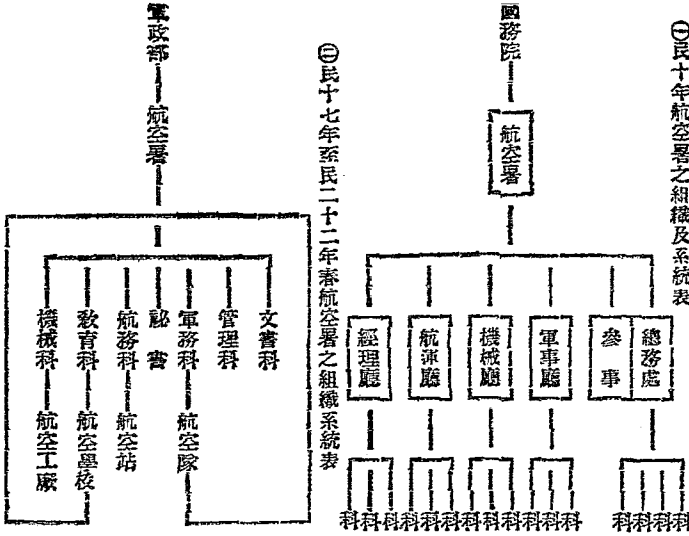 ㊀民十年航空署之組織及系統表
國務院
航空署
總務處
參事
軍事廳
機械廳
航運廳
經理廳
科科科科
科科科科科科科科科科科科
㊁民十七年至民二十二年春航空署之組織系統表
軍政部
航空署
文書科
管理科
軍務科
祕書
航務科
教育科
機械科
航空隊
航空站
航空學校
航空工廠